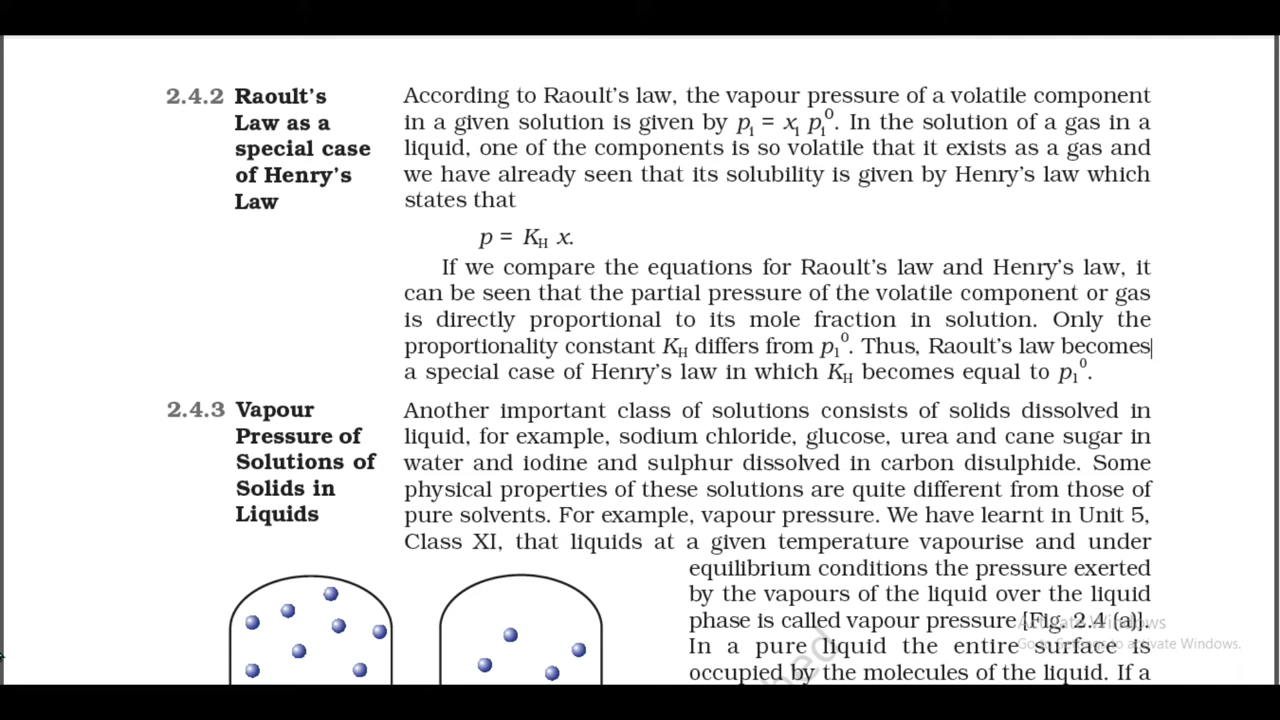 2.4.2 Raoult's
Law as a
special case
of Henry's
Law
According to Raoult's law, the vapour pressure of a volatile component
in a given solution is given by p₁ = x₁ p₁⁰. In the solution of a gas in a
liquid, one of the components is so volatile that it exists as a gas and
we have already seen that its solubility is given by Henry's law which
states that
p = K_H x.
If we compare the equations for Raoult's law and Henry's law, it
can be seen that the partial pressure of the volatile component or gas
is directly proportional to its mole fraction in solution. Only the
proportionality constant K_H differs from p₁⁰. Thus, Raoult's law becomes
a special case of Henry's law in which K_H becomes equal to p₁⁰.
2.4.3 Vapour
Pressure of
Solutions of
Solids in
Liquids
Another important class of solutions consists of solids dissolved in
liquid, for example, sodium chloride, glucose, urea and cane sugar in
water and iodine and sulphur dissolved in carbon disulphide. Some
physical properties of these solutions are quite different from those of
pure solvents. For example, vapour pressure. We have learnt in Unit 5,
Class XI, that liquids at a given temperature vapourise and under
equilibrium conditions the pressure exerted
by the vapours of the liquid over the liquid
phase is called vapour pressure [Fig. 2.4 (a)].
In a pure liquid the entire surface is
occupied by the molecules of the liquid. If a
Activate Windows
Go to Settings to activate Windows.